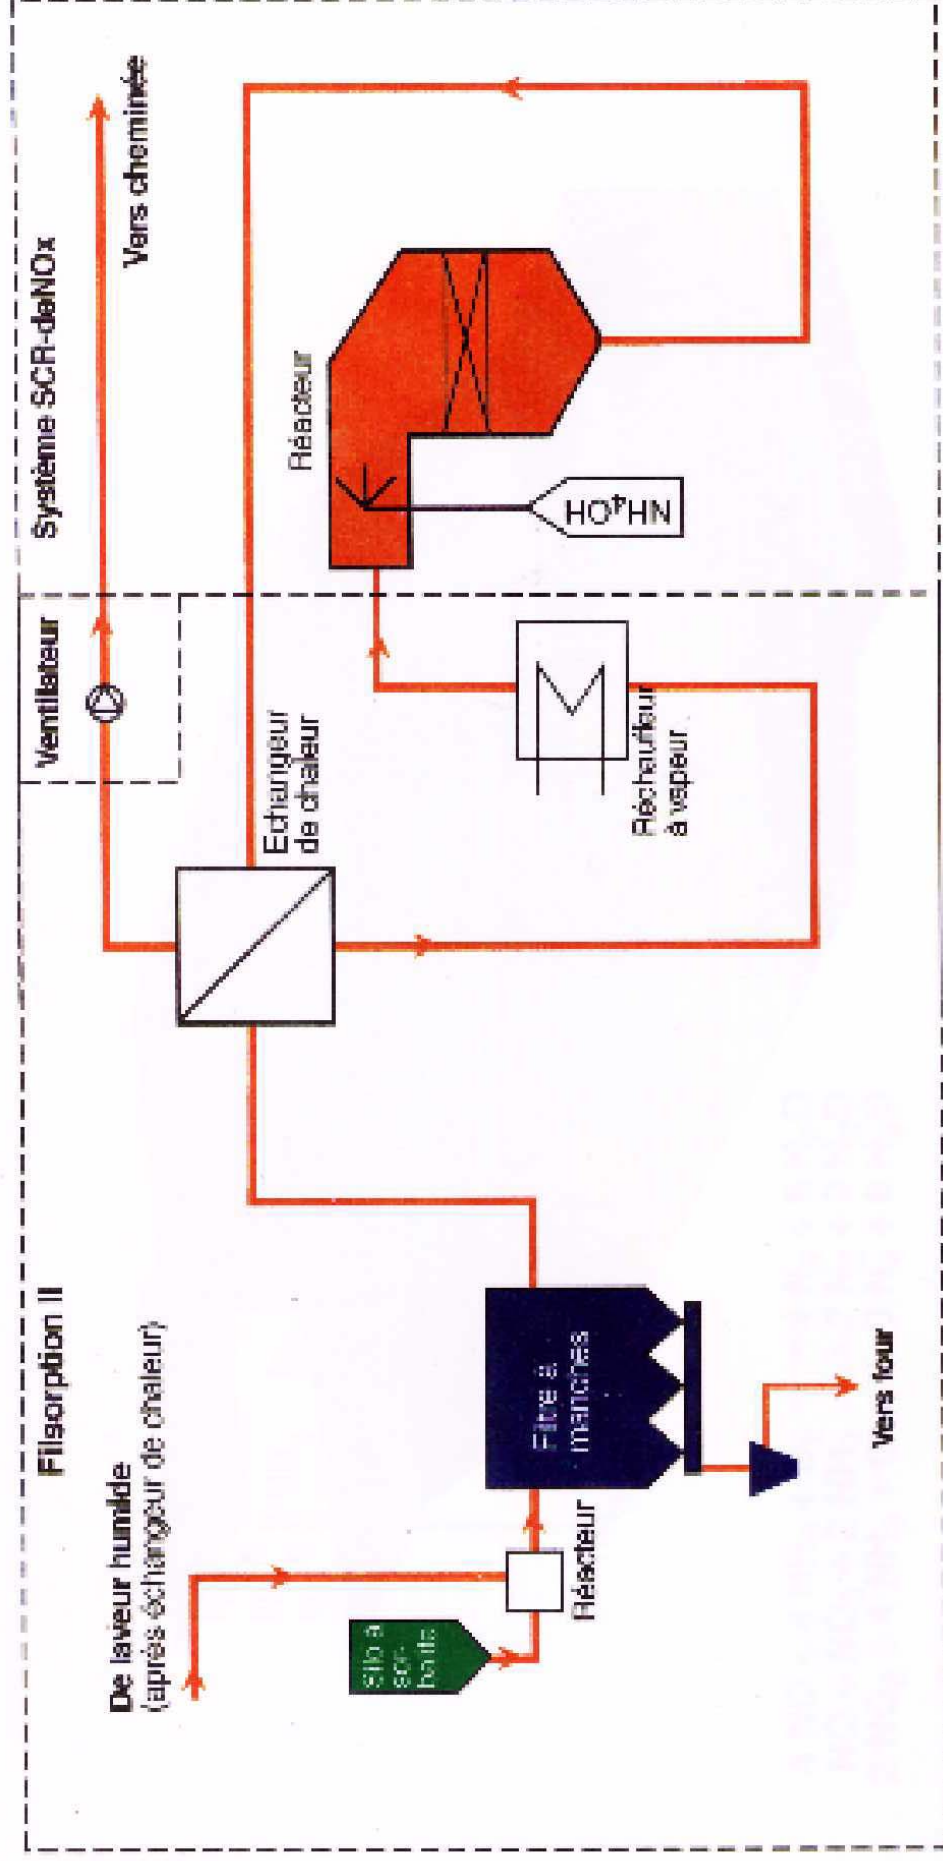 Filsorption II
Ventilateur
Système SCR-deNOx
De laveur humide
(après échangeur de chaleur)
Vers cheminée
Echangeur
de chaleur
Réacteur
Silo à
sor-
bants
Réacteur
Filtre à
manches
Réchauffeur
à vapeur
NH4OH
Vers four